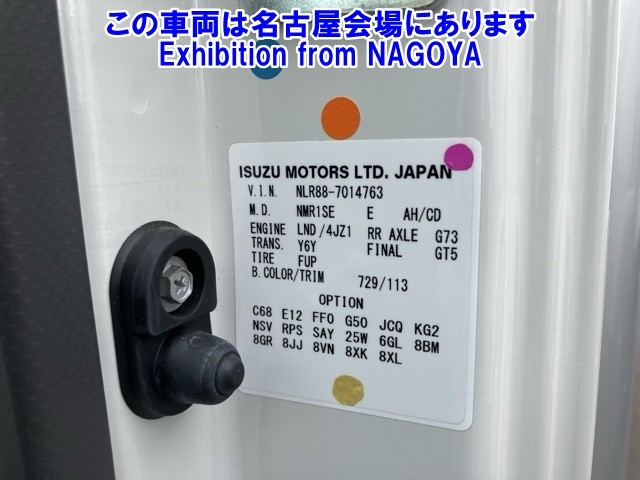 この車両は名古屋会場にあります
Exhibition from NAGOYA
ISUZU MOTORS LTD. JAPAN
V.I.N. NLR88-7014763
M.D. NMR1SE E AH/CD
ENGINE LND/4JZ1 RR AXLE G73
TRANS. Y6Y FINAL GT5
TIRE FUP
B.COLOR/TRIM 729/113
OPTION
C68 E12 FF0 G50 JCQ KG2
NSV RPS SAY 25W 6GL 8BM
8GR 8JJ 8VN 8XK 8XL